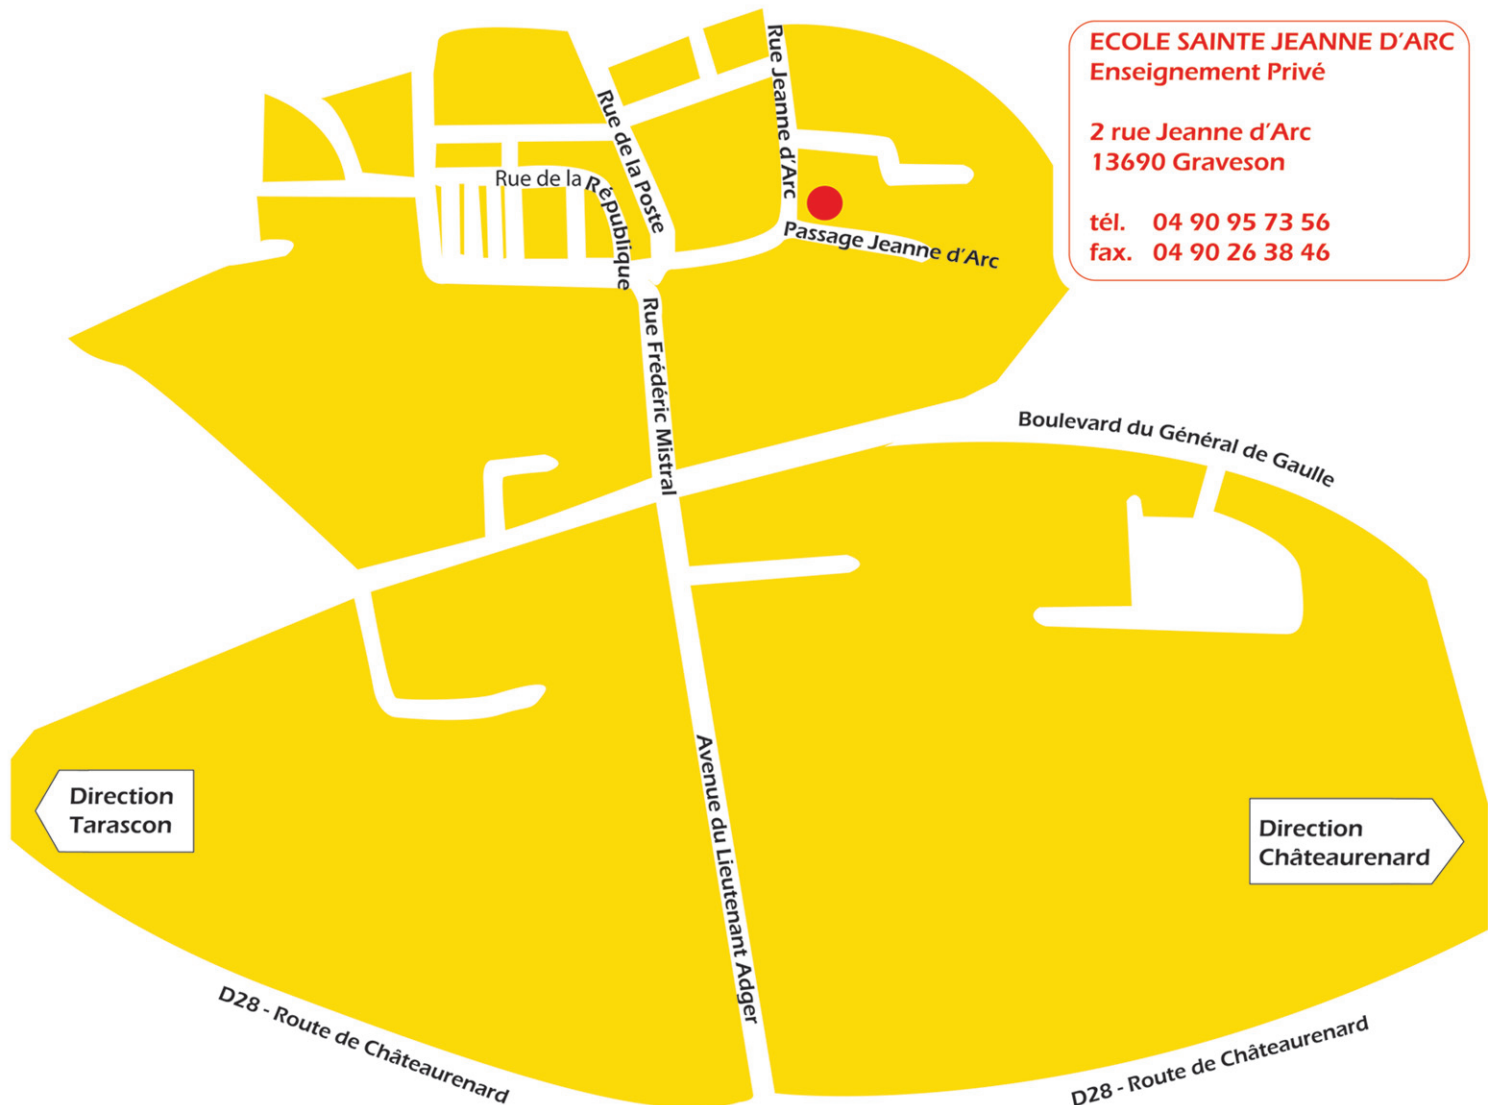 ECOLE SAINTE JEANNE D'ARC
Enseignement Privé
2 rue Jeanne d'Arc
13690 Graveson
tél. 04 90 95 73 56
fax. 04 90 26 38 46
Rue Jeanne d'Arc
Rue de la Poste
Rue de la République
Passage Jeanne d'Arc
Rue Frédéric Mistral
Boulevard du Général de Gaulle
Avenue du Lieutenant Adger
Direction
Tarascon
Direction
Châteaurenard
D28 - Route de Châteaurenard
D28 - Route de Châteaurenard